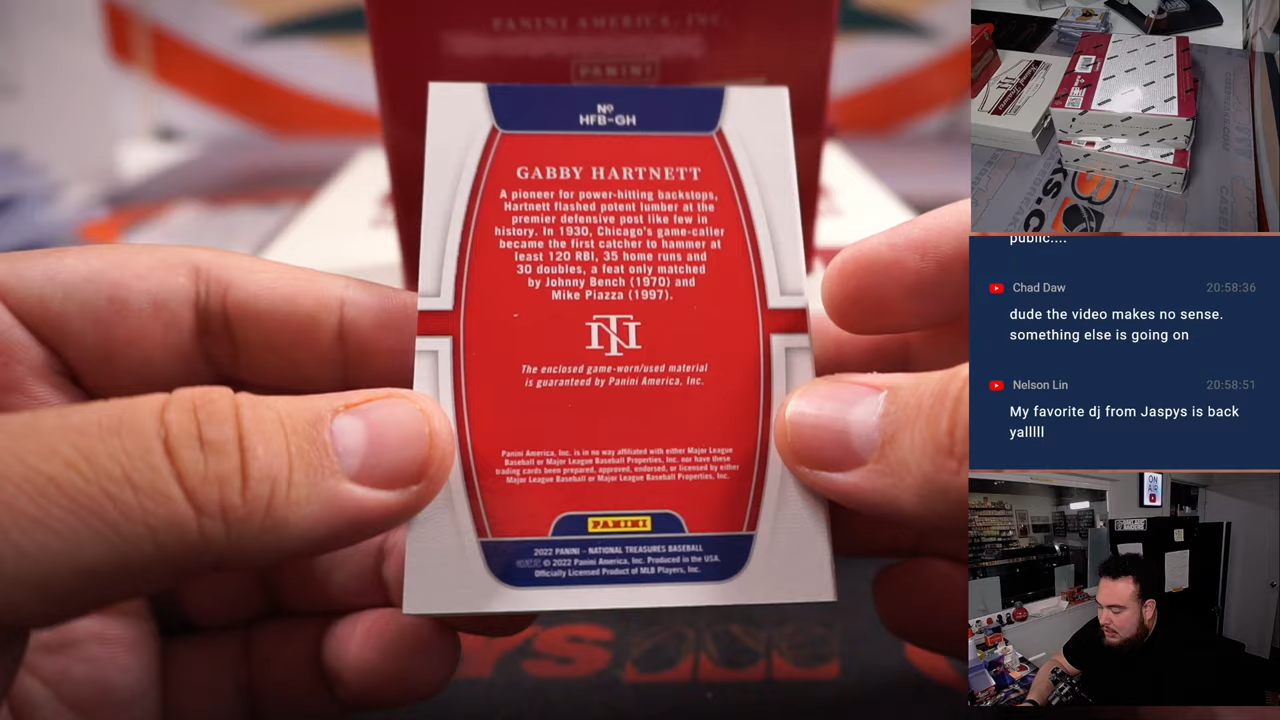 PANINI AMERICA, INC.
PANINI
Nº
HFB-GH
GABBY HARTNETT
A pioneer for power-hitting backstops,
Hartnett flashed potent lumber at the
premier defensive post like few in
history. In 1930, Chicago's game-caller
became the first catcher to hammer at
least 120 RBI, 35 home runs and
30 doubles, a feat only matched
by Johnny Bench (1970) and
Mike Piazza (1997).
NT
The enclosed game-worn/used material
is guaranteed by Panini America, Inc.
Panini America, Inc. is in no way affiliated with either Major League
Baseball or Major League Baseball Properties, Inc. nor have these
trading cards been prepared, approved, endorsed, or licensed by either
Major League Baseball or Major League Baseball Properties, Inc.
PANINI
2022 PANINI - NATIONAL TREASURES BASEBALL
© 2022 Panini America, Inc. Produced in the USA.
Officially Licensed Product of MLB Players, Inc.
YS
public....
Chad Daw 20:58:36
dude the video makes no sense.
something else is going on
Nelson Lin 20:58:51
My favorite dj from Jaspys is back
yalllll
ON
AIR